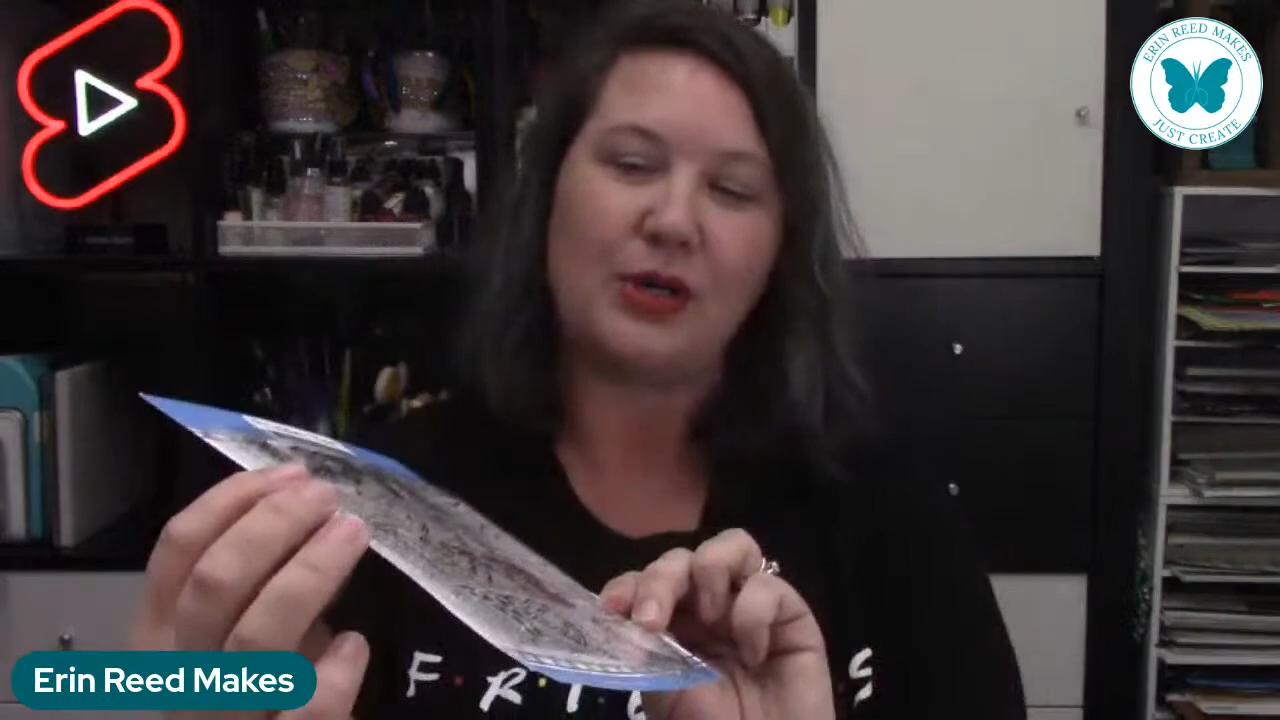 ERIN REED MAKES
JUST CREATE
F·R·I
S
Erin Reed Makes